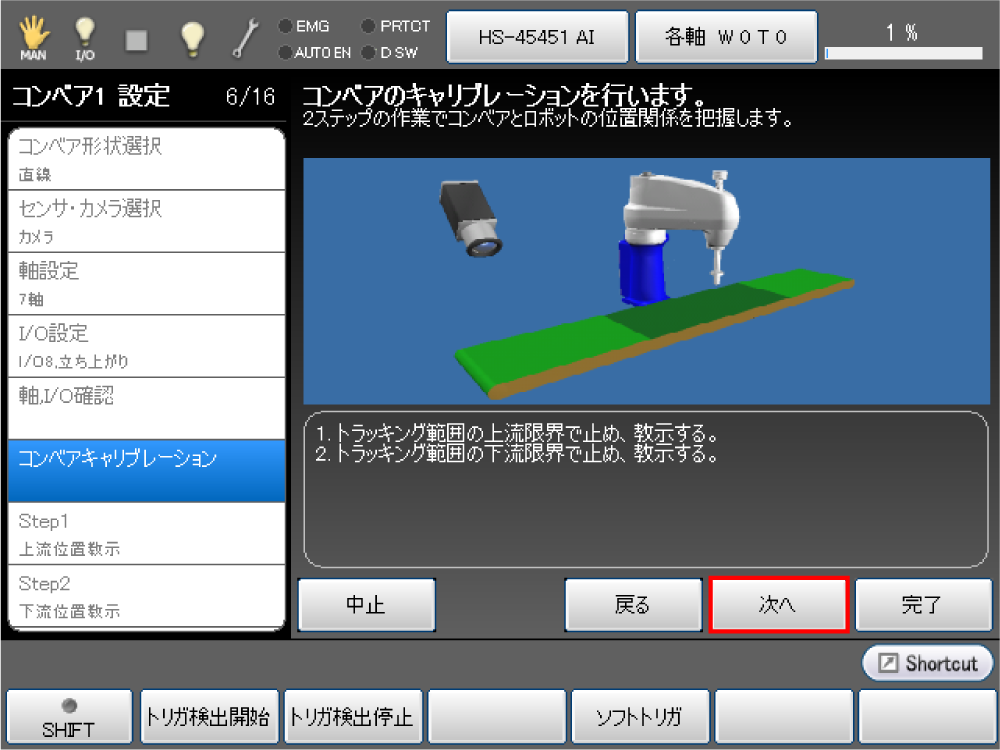 MAN
I/O
EMG
PRTCT
AUTO EN
D SW
HS-45451 AI
各軸 W0T0
1 %
コンベア1 設定 6/16
コンベア形状選択
直線
センサ・カメラ選択
カメラ
軸設定
7軸
I/O設定
I/O8,立ち上がり
軸,I/O確認
コンベアキャリブレーション
Step1
上流位置教示
Step2
下流位置教示
コンベアのキャリブレーションを行います。
2ステップの作業でコンベアとロボットの位置関係を把握します。
1. トラッキング範囲の上流限界で止め、教示する。
2. トラッキング範囲の下流限界で止め、教示する。
中止
戻る
次へ
完了
Shortcut
SHIFT
トリガ検出開始
トリガ検出停止
ソフトトリガ